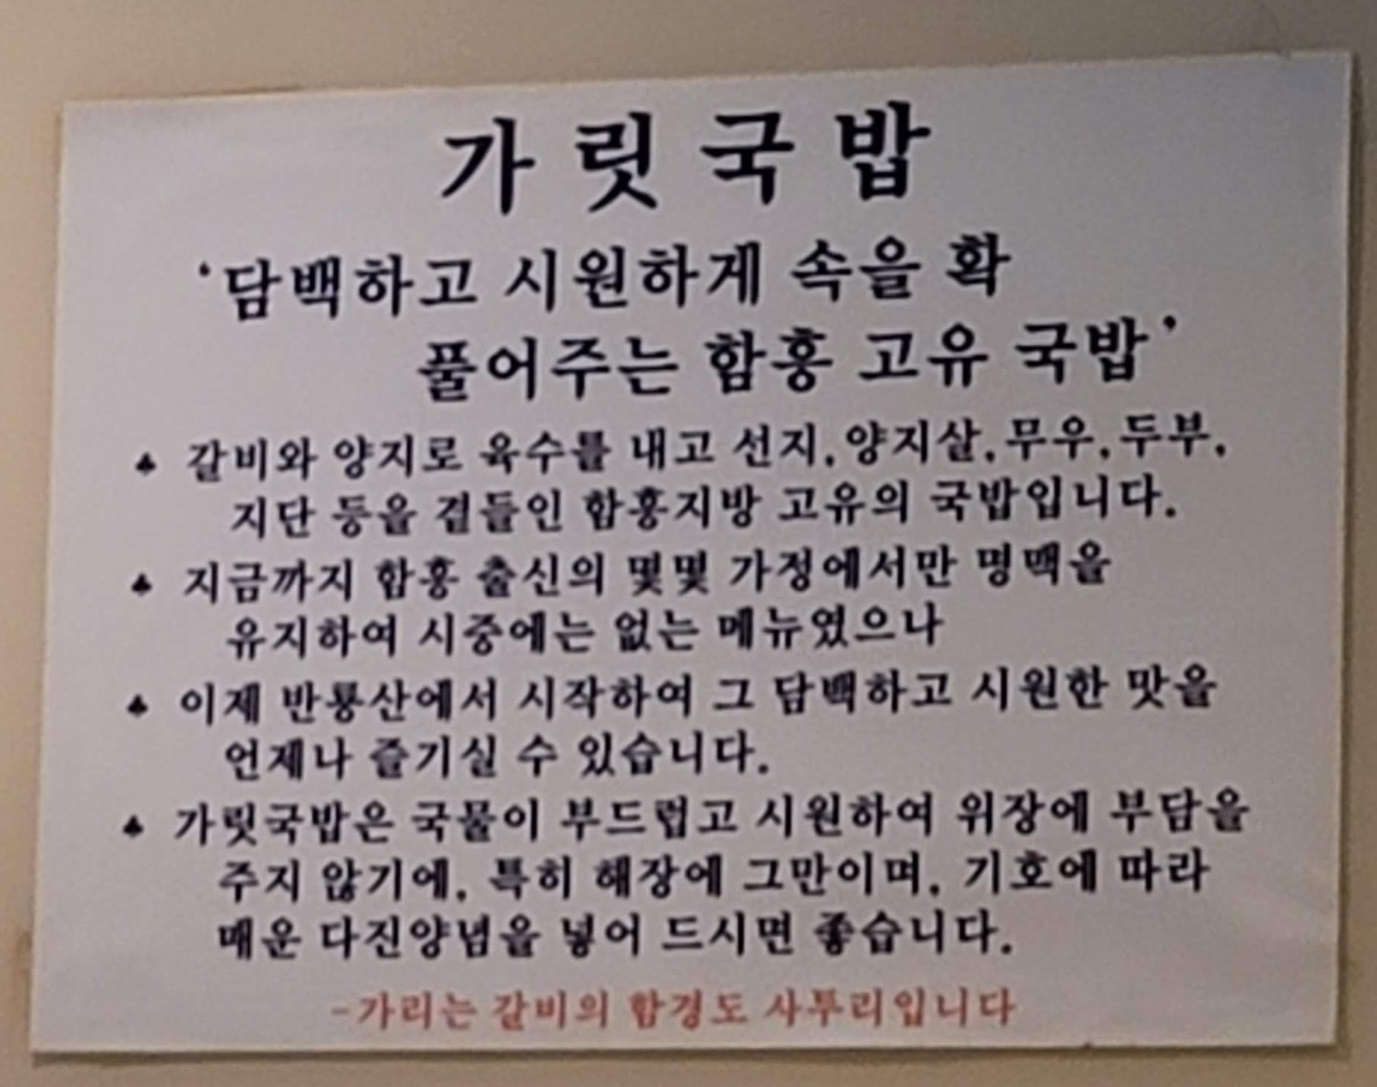 가릿국밥
'담백하고 시원하게 속을 확
풀어주는 함흥 고유 국밥'
♣ 갈비와 양지로 육수를 내고 선지, 양지살, 무우, 두부,
지단 등을 곁들인 함흥지방 고유의 국밥입니다.
♣ 지금까지 함흥 출신의 몇몇 가정에서만 명맥을
유지하여 시중에는 없는 메뉴였으나
♣ 이제 반룡산에서 시작하여 그 담백하고 시원한 맛을
언제나 즐기실 수 있습니다.
♣ 가릿국밥은 국물이 부드럽고 시원하여 위장에 부담을
주지 않기에, 특히 해장에 그만이며, 기호에 따라
매운 다진양념을 넣어 드시면 좋습니다.
-가리는 갈비의 함경도 사투리입니다